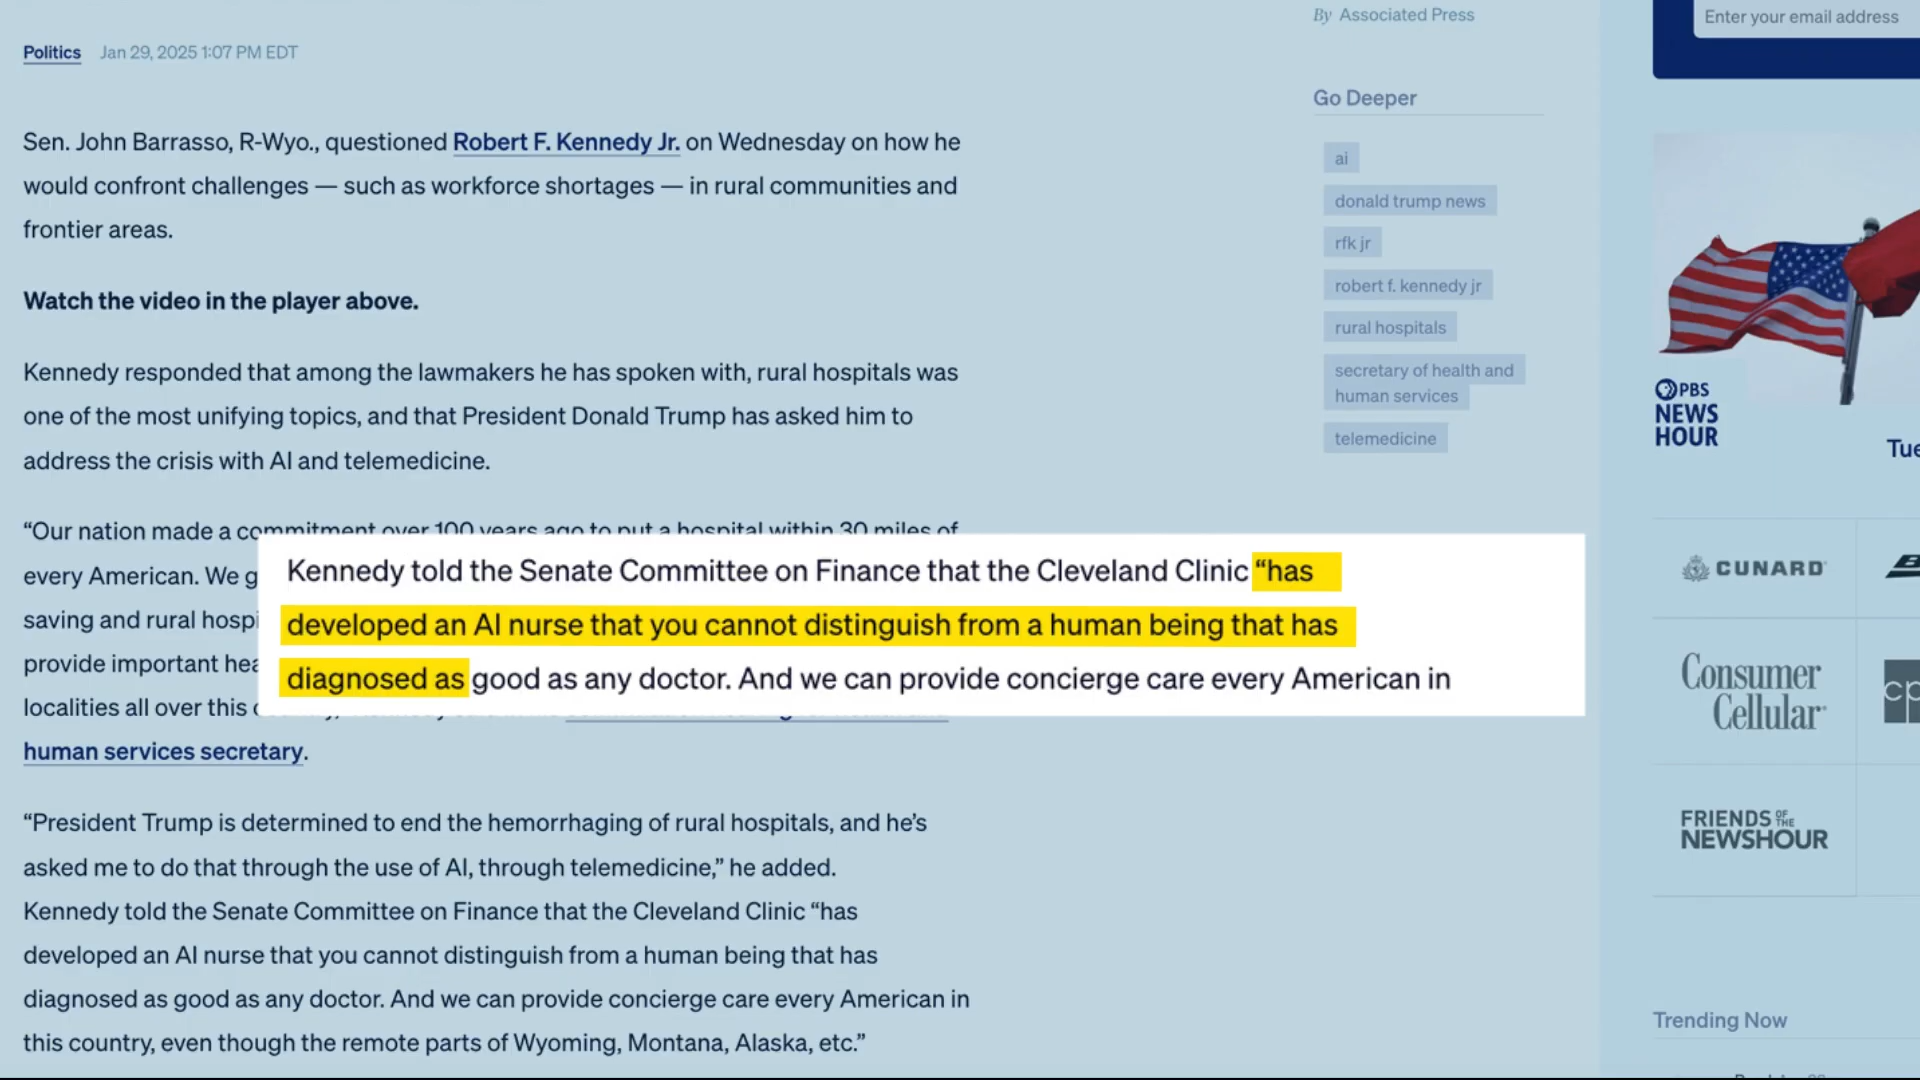 By Associated Press
Enter your email address
Politics Jan 29, 2025 1:07 PM EDT
Go Deeper
Sen. John Barrasso, R-Wyo., questioned Robert F. Kennedy Jr. on Wednesday on how he
would confront challenges — such as workforce shortages — in rural communities and
frontier areas.
Watch the video in the player above.
Kennedy responded that among the lawmakers he has spoken with, rural hospitals was
one of the most unifying topics, and that President Donald Trump has asked him to
address the crisis with AI and telemedicine.
“Our nation made a commitment over 100 years ago to put a hospital within 30 miles of
every American. We g
saving and rural hospi
provide important hea
localities all over this
human services secretary.
Kennedy told the Senate Committee on Finance that the Cleveland Clinic “has
developed an AI nurse that you cannot distinguish from a human being that has
diagnosed as good as any doctor. And we can provide concierge care every American in
“President Trump is determined to end the hemorrhaging of rural hospitals, and he’s
asked me to do that through the use of AI, through telemedicine,” he added.
Kennedy told the Senate Committee on Finance that the Cleveland Clinic “has
developed an AI nurse that you cannot distinguish from a human being that has
diagnosed as good as any doctor. And we can provide concierge care every American in
this country, even though the remote parts of Wyoming, Montana, Alaska, etc.”
ai
donald trump news
rfk jr
robert f. kennedy jr
rural hospitals
secretary of health and
human services
telemedicine
PBS
NEWS
HOUR
Tue
CUNARD
Consumer
Cellular
cp
FRIENDS OF THE
NEWSHOUR
Trending Now